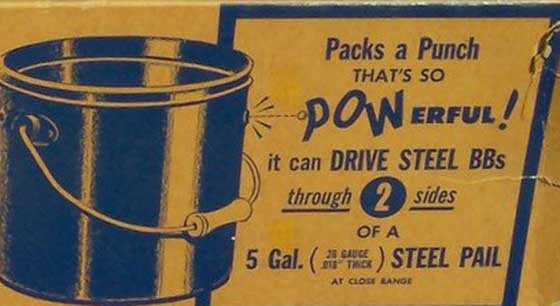 Packs a Punch
THAT'S SO
POWERFUL!
it can DRIVE STEEL BBs
through 2 sides
OF A
5 Gal. ( 28 GAUGE .018" THICK ) STEEL PAIL
AT CLOSE RANGE